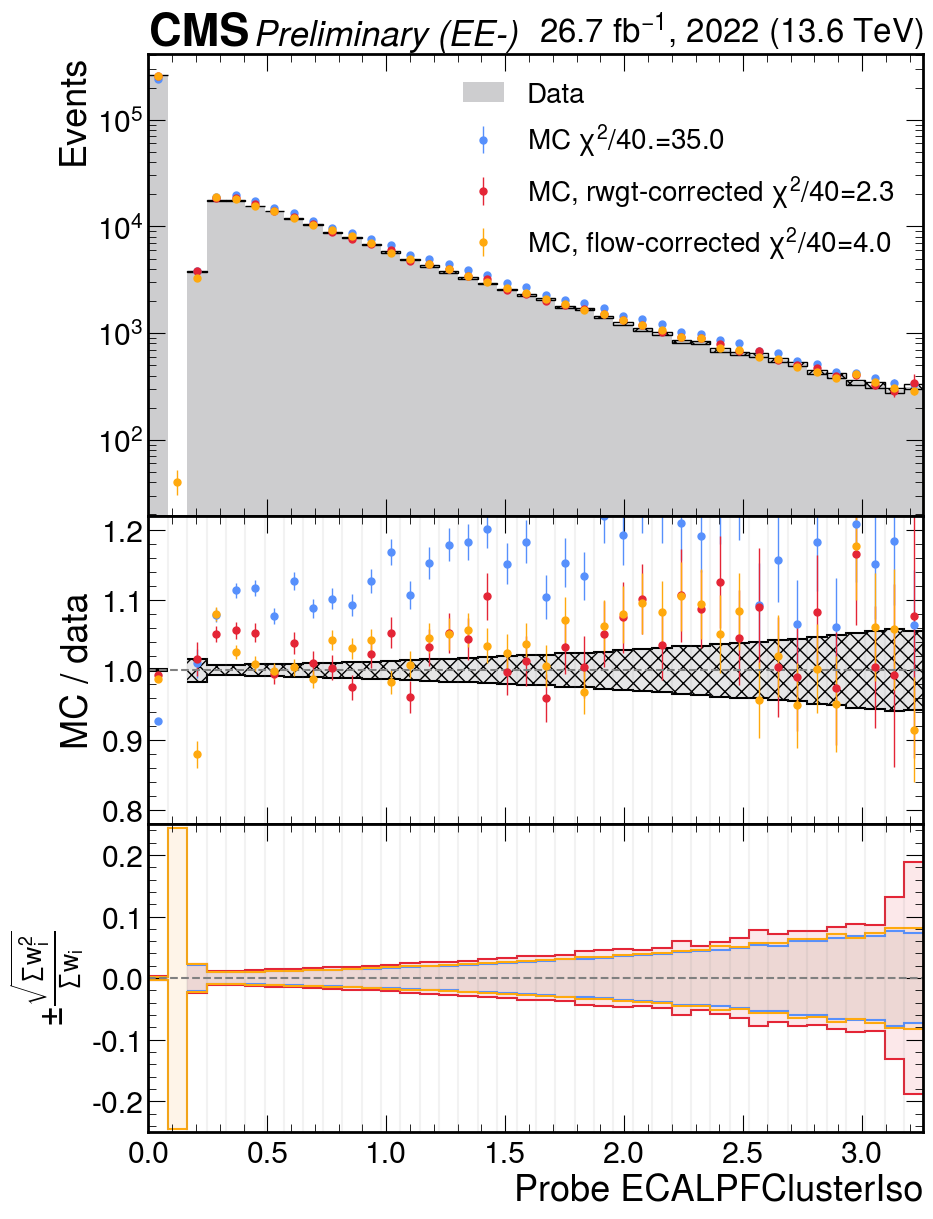 CMS Preliminary (EE-) 26.7 fb⁻¹, 2022 (13.6 TeV)
Events
10⁵
10⁴
10³
10²
Data
MC χ²/40.=35.0
MC, rwgt-corrected χ²/40=2.3
MC, flow-corrected χ²/40=4.0
MC / data
1.2
1.1
1.0
0.9
0.8
± √Σwᵢ² / Σwᵢ
0.2
0.1
0.0
-0.1
-0.2
0.0 0.5 1.0 1.5 2.0 2.5 3.0
Probe ECALPFClusterIso